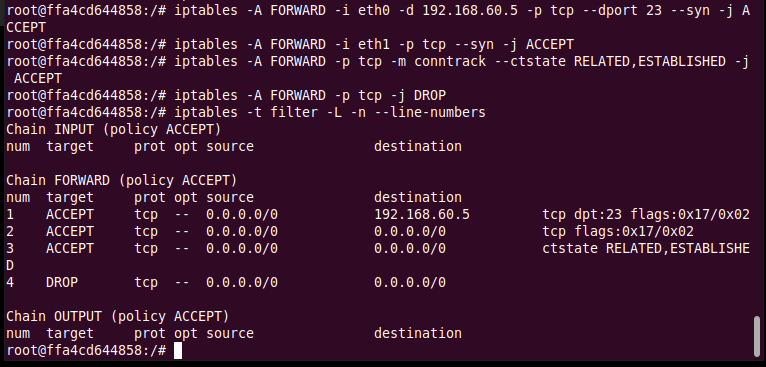 root@ffa4cd644858:/# iptables -A FORWARD -i eth0 -d 192.168.60.5 -p tcp --dport 23 --syn -j A
CCEPT
root@ffa4cd644858:/# iptables -A FORWARD -i eth1 -p tcp --syn -j ACCEPT
root@ffa4cd644858:/# iptables -A FORWARD -p tcp -m conntrack --ctstate RELATED,ESTABLISHED -j
 ACCEPT
root@ffa4cd644858:/# iptables -A FORWARD -p tcp -j DROP
root@ffa4cd644858:/# iptables -t filter -L -n --line-numbers
Chain INPUT (policy ACCEPT)
num  target     prot opt source               destination

Chain FORWARD (policy ACCEPT)
num  target     prot opt source               destination
1    ACCEPT     tcp  --  0.0.0.0/0            192.168.60.5         tcp dpt:23 flags:0x17/0x02
2    ACCEPT     tcp  --  0.0.0.0/0            0.0.0.0/0            tcp flags:0x17/0x02
3    ACCEPT     tcp  --  0.0.0.0/0            0.0.0.0/0            ctstate RELATED,ESTABLISHE
D
4    DROP       tcp  --  0.0.0.0/0            0.0.0.0/0

Chain OUTPUT (policy ACCEPT)
num  target     prot opt source               destination
root@ffa4cd644858:/#